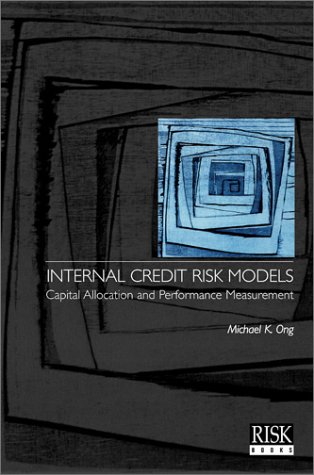 INTERNAL CREDIT RISK MODELS
Capital Allocation and Performance Measurement
Michael K. Ong
RISK
BOOKS